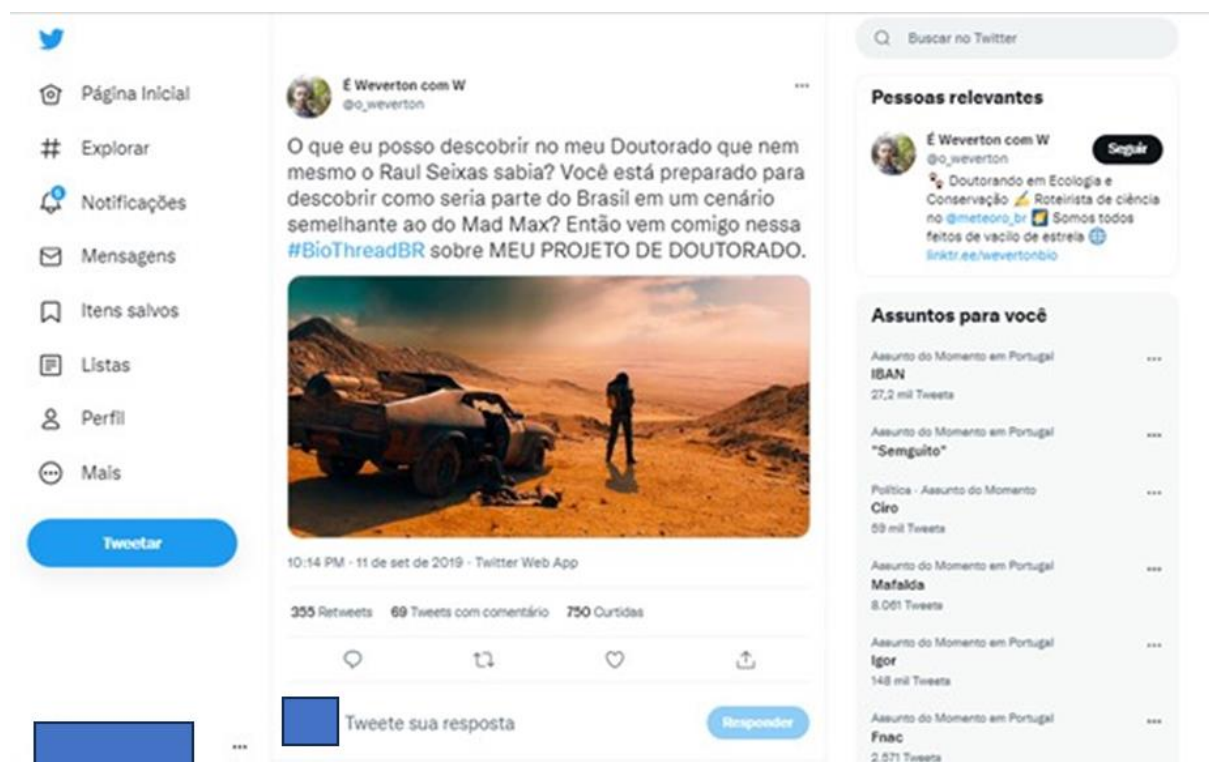 Página Inicial
Explorar
Notificações
Mensagens
Itens salvos
Listas
Perfil
Mais
Tweetar
É Weverton com W
@o_weverton
O que eu posso descobrir no meu Doutorado que nem
mesmo o Raul Seixas sabia? Você está preparado para
descobrir como seria parte do Brasil em um cenário
semelhante ao do Mad Max? Então vem comigo nessa
#BioThreadBR sobre MEU PROJETO DE DOUTORADO.
10:14 PM · 11 de set de 2019 · Twitter Web App
355 Retweets 69 Tweets com comentário 750 Curtidas
Tweete sua resposta
Responder
Buscar no Twitter
Pessoas relevantes
É Weverton com W
@o_weverton
Seguir
Doutorando em Ecologia e
Conservação Roteirista de ciência
no @meteoro_br Somos todos
feitos de vacilo de estrela
linktr.ee/wevertonbio
Assuntos para você
Assunto do Momento em Portugal
IBAN
27,2 mil Tweets
Assunto do Momento em Portugal
"Semguito"
Política · Assunto do Momento
Ciro
59 mil Tweets
Assunto do Momento em Portugal
Mafalda
8.061 Tweets
Assunto do Momento em Portugal
Igor
148 mil Tweets
Assunto do Momento em Portugal
Fnac
2.571 Tweets